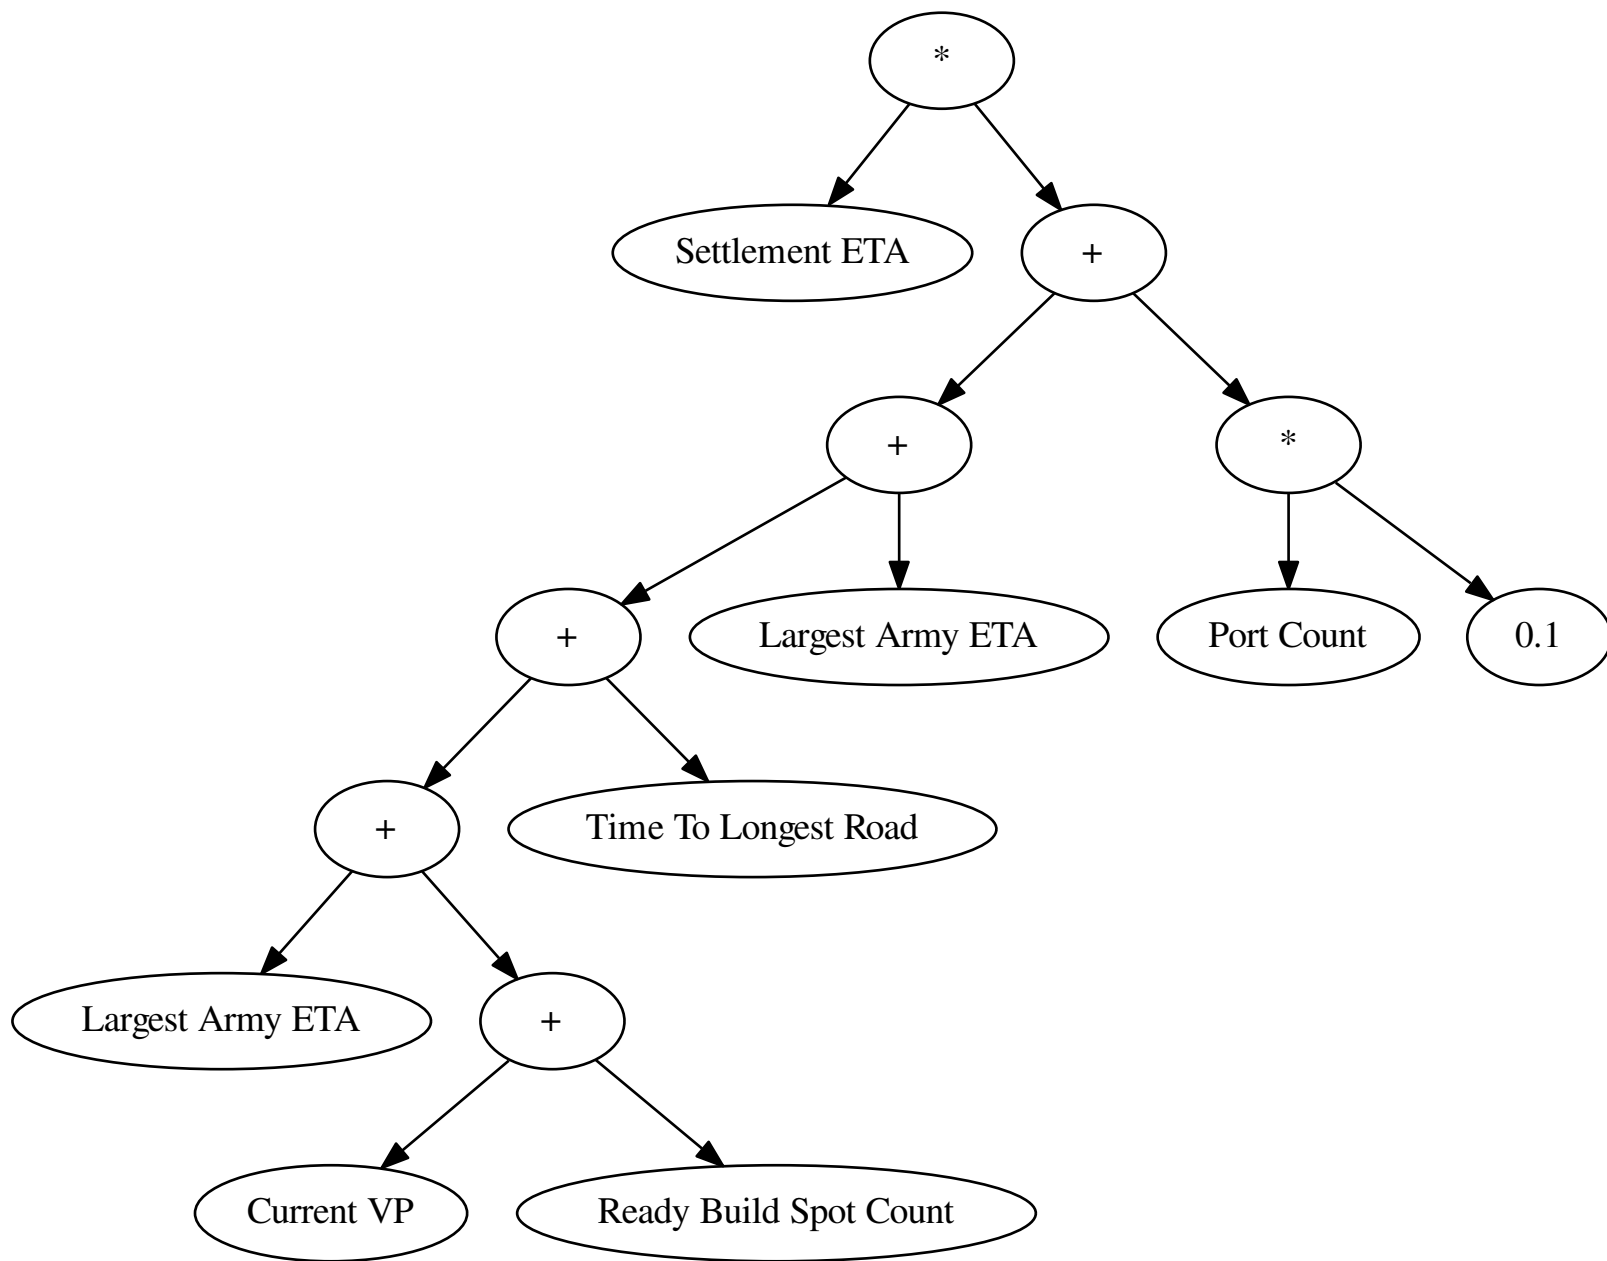 *
Settlement ETA
+
+
*
+
Largest Army ETA
Port Count
0.1
+
Time To Longest Road
Largest Army ETA
+
Current VP
Ready Build Spot Count